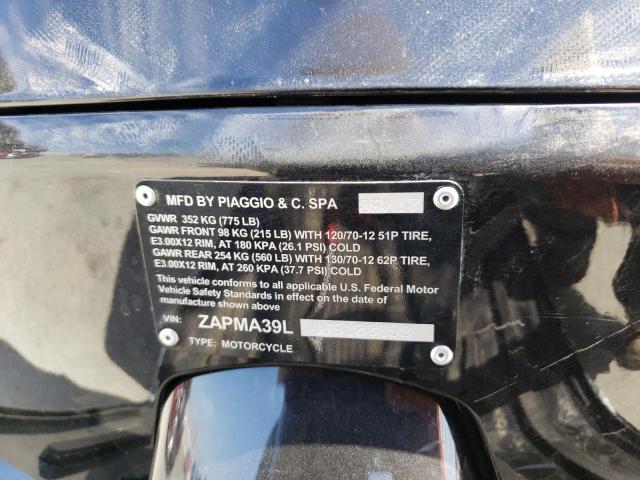 MFD BY PIAGGIO & C. SPA
GVWR 352 KG (775 LB)
GAWR FRONT 98 KG (215 LB) WITH 120/70-12 51P TIRE,
E3.00X12 RIM, AT 180 KPA (26.1 PSI) COLD
GAWR REAR 254 KG (560 LB) WITH 130/70-12 62P TIRE,
E3.00X12 RIM, AT 260 KPA (37.7 PSI) COLD
This vehicle conforms to all applicable U.S. Federal Motor
Vehicle Safety Standards in effect on the date of
manufacture shown above
VIN: ZAPMA39L
TYPE: MOTORCYCLE